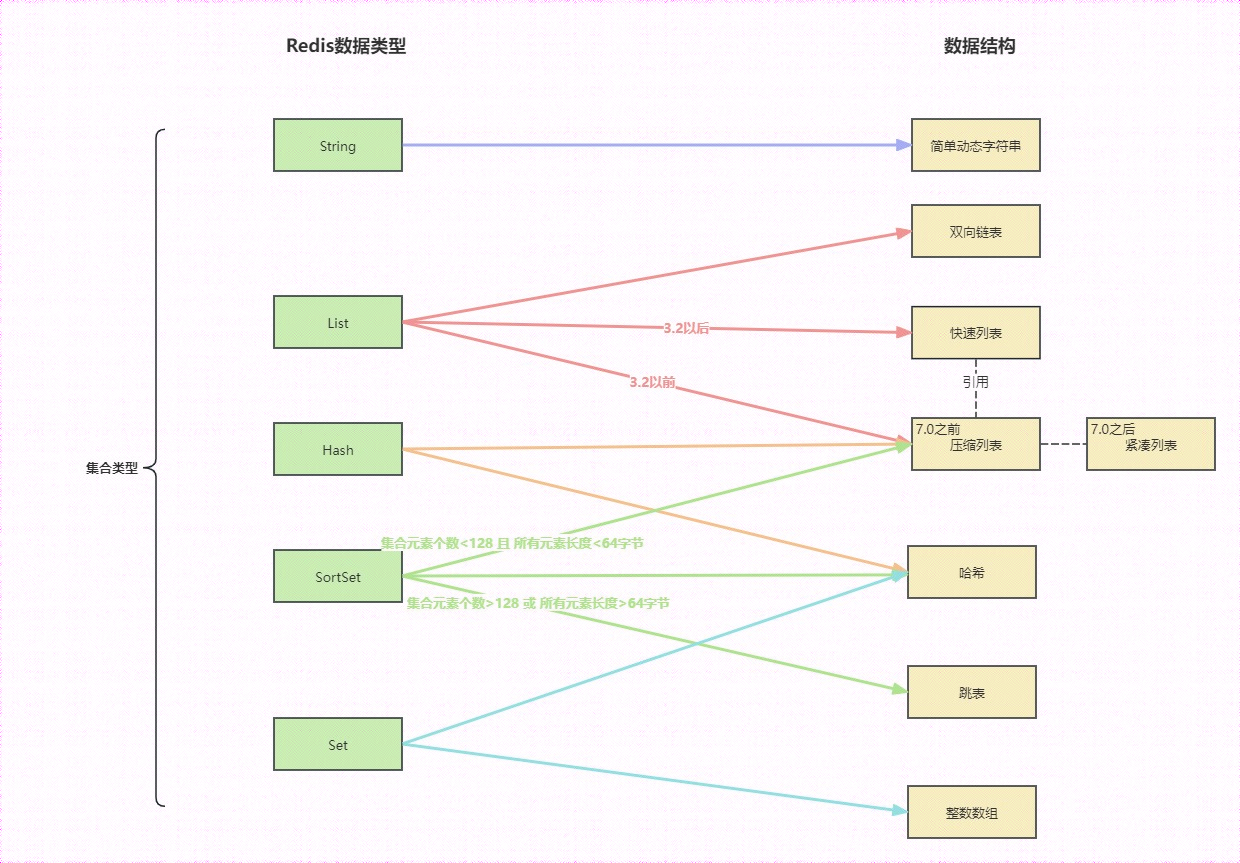 Redis数据类型
数据结构
String
简单动态字符串
双向链表
List
3.2以后
快速列表
3.2以前
引用
Hash
7.0之前
压缩列表
7.0之后
紧凑列表
集合类型
集合元素个数<128 且 所有元素长度<64字节
SortSet
哈希
集合元素个数>128 或 所有元素长度>64字节
跳表
Set
整数数组